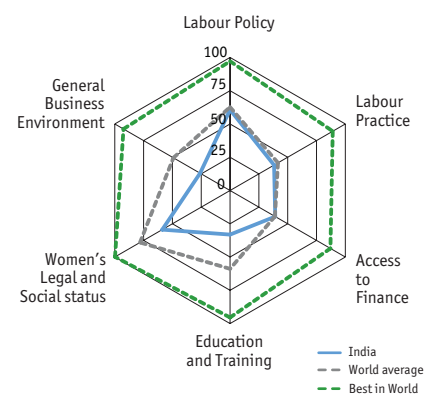 Labour Policy
100
75
50
25
0
General
Business
Environment
Labour
Practice
Women's
Legal and
Social status
Access
to
Finance
Education
and Training
India
World average
Best in World